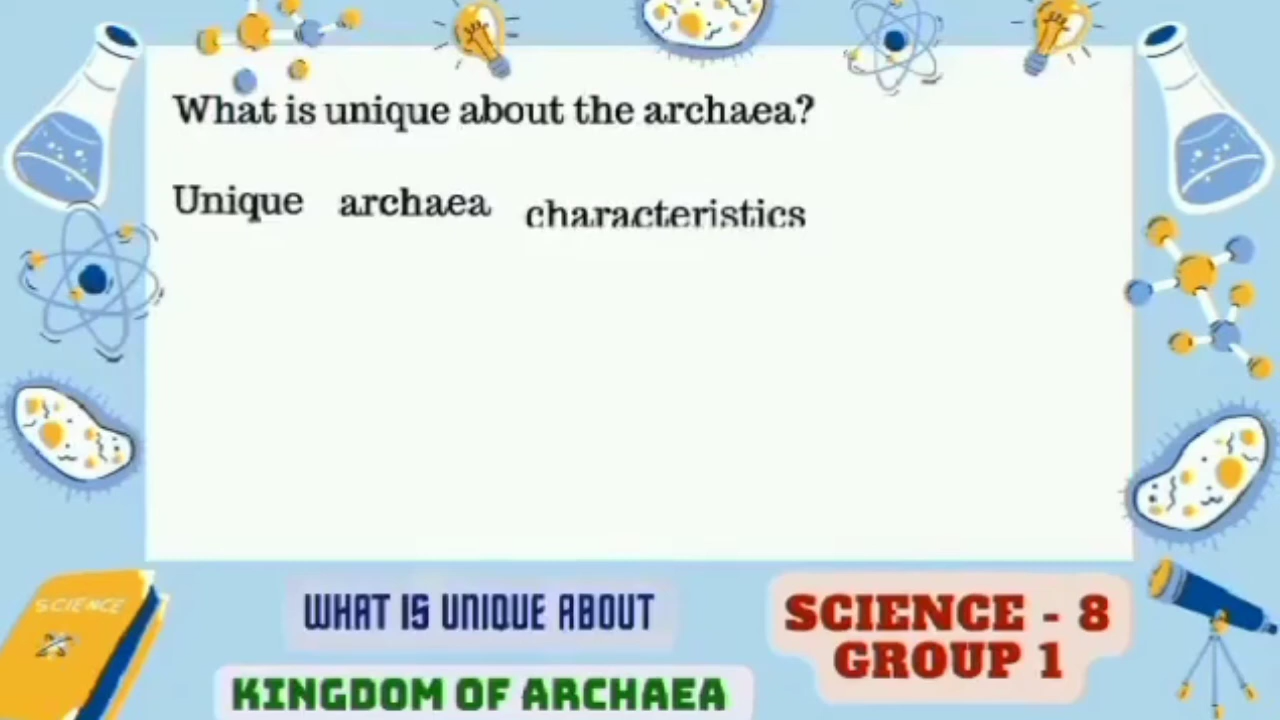 What is unique about the archaea?
Unique archaea characteristics
SCIENCE
WHAT IS UNIQUE ABOUT
KINGDOM OF ARCHAEA
SCIENCE - 8
GROUP 1